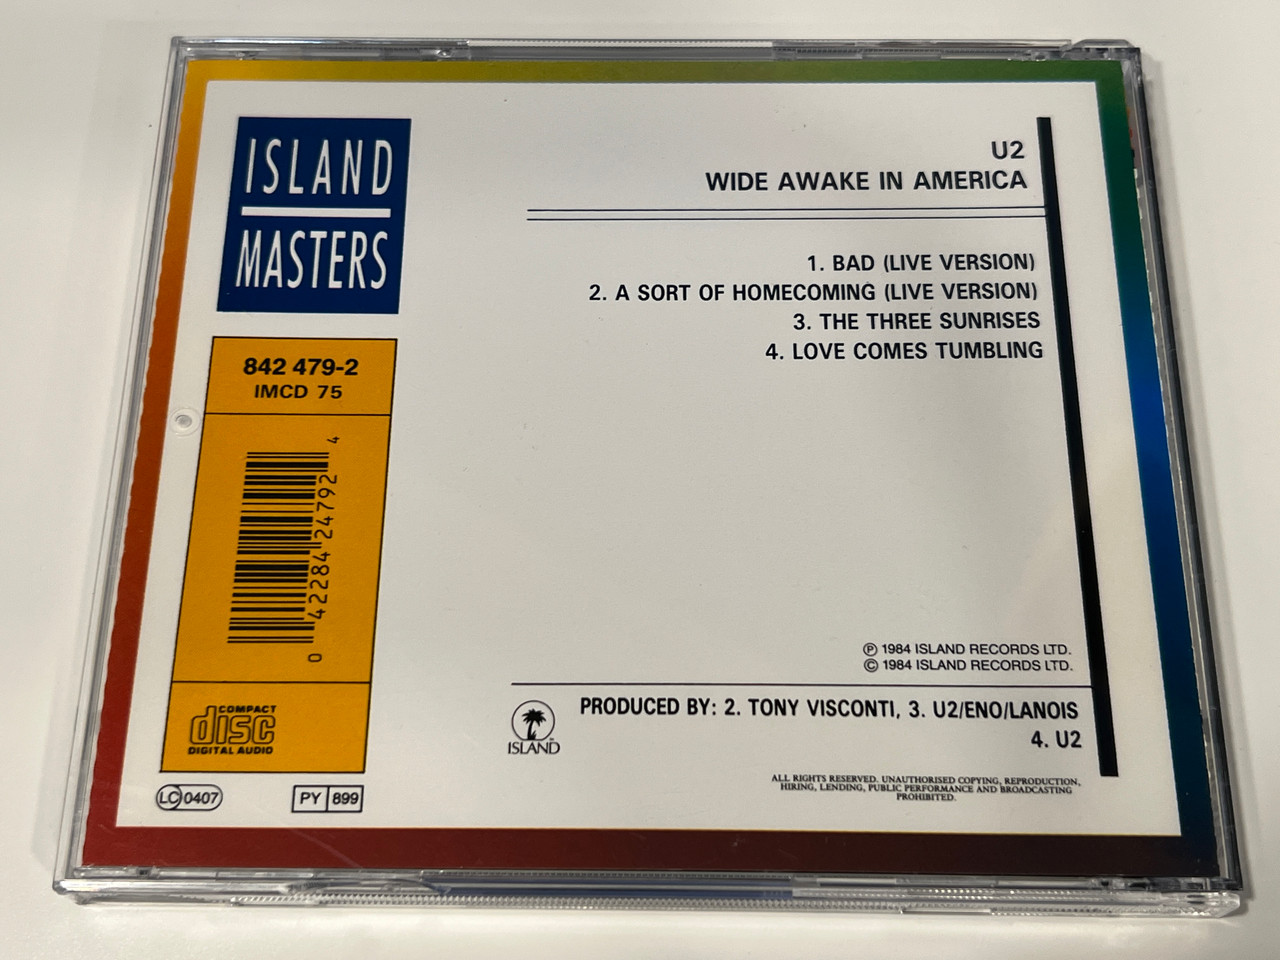 ISLAND
MASTERS
U2
WIDE AWAKE IN AMERICA
1. BAD (LIVE VERSION)
2. A SORT OF HOMECOMING (LIVE VERSION)
3. THE THREE SUNRISES
4. LOVE COMES TUMBLING
842 479-2
IMCD 75
0 42284 24792 4
COMPACT
disc
DIGITAL AUDIO
LC 0407
PY 899
℗ 1984 ISLAND RECORDS LTD.
© 1984 ISLAND RECORDS LTD.
ISLAND
PRODUCED BY: 2. TONY VISCONTI, 3. U2/ENO/LANOIS
4. U2
ALL RIGHTS RESERVED. UNAUTHORISED COPYING, REPRODUCTION,
HIRING, LENDING, PUBLIC PERFORMANCE AND BROADCASTING
PROHIBITED.